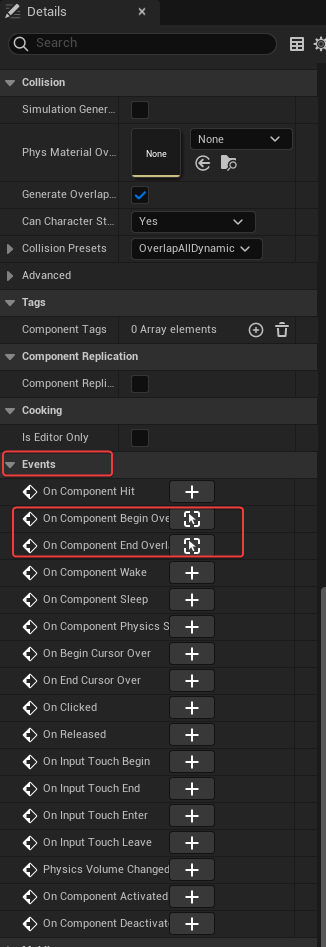 Details
Search
Collision
Simulation Gener...
Phys Material Ov...
None
None
Generate Overlap...
Can Character St...
Yes
Collision Presets
OverlapAllDynamic
Advanced
Tags
Component Tags
0 Array elements
Component Replication
Component Repli...
Cooking
Is Editor Only
Events
On Component Hit
On Component Begin Ove
On Component End Overl
On Component Wake
On Component Sleep
On Component Physics S
On Begin Cursor Over
On End Cursor Over
On Clicked
On Released
On Input Touch Begin
On Input Touch End
On Input Touch Enter
On Input Touch Leave
Physics Volume Changed
On Component Activated
On Component Deactivat